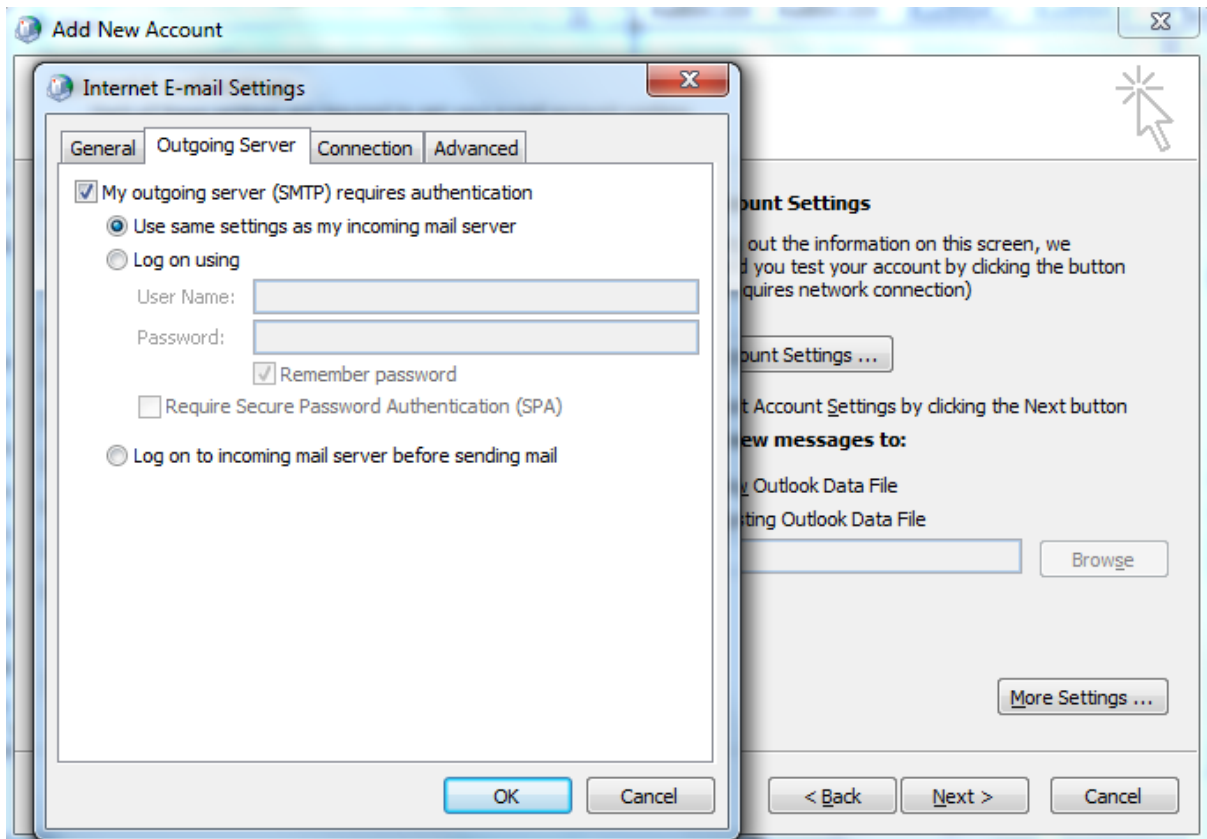 Add New Account
Internet E-mail Settings
General Outgoing Server Connection Advanced
My outgoing server (SMTP) requires authentication
Use same settings as my incoming mail server
Log on using
User Name:
Password:
Remember password
Require Secure Password Authentication (SPA)
Log on to incoming mail server before sending mail
OK Cancel
ount Settings
out the information on this screen, we
d you test your account by clicking the button
quires network connection)
ount Settings ...
t Account Settings by clicking the Next button
ew messages to:
w Outlook Data File
sting Outlook Data File
Browse
More Settings ...
< Back Next > Cancel